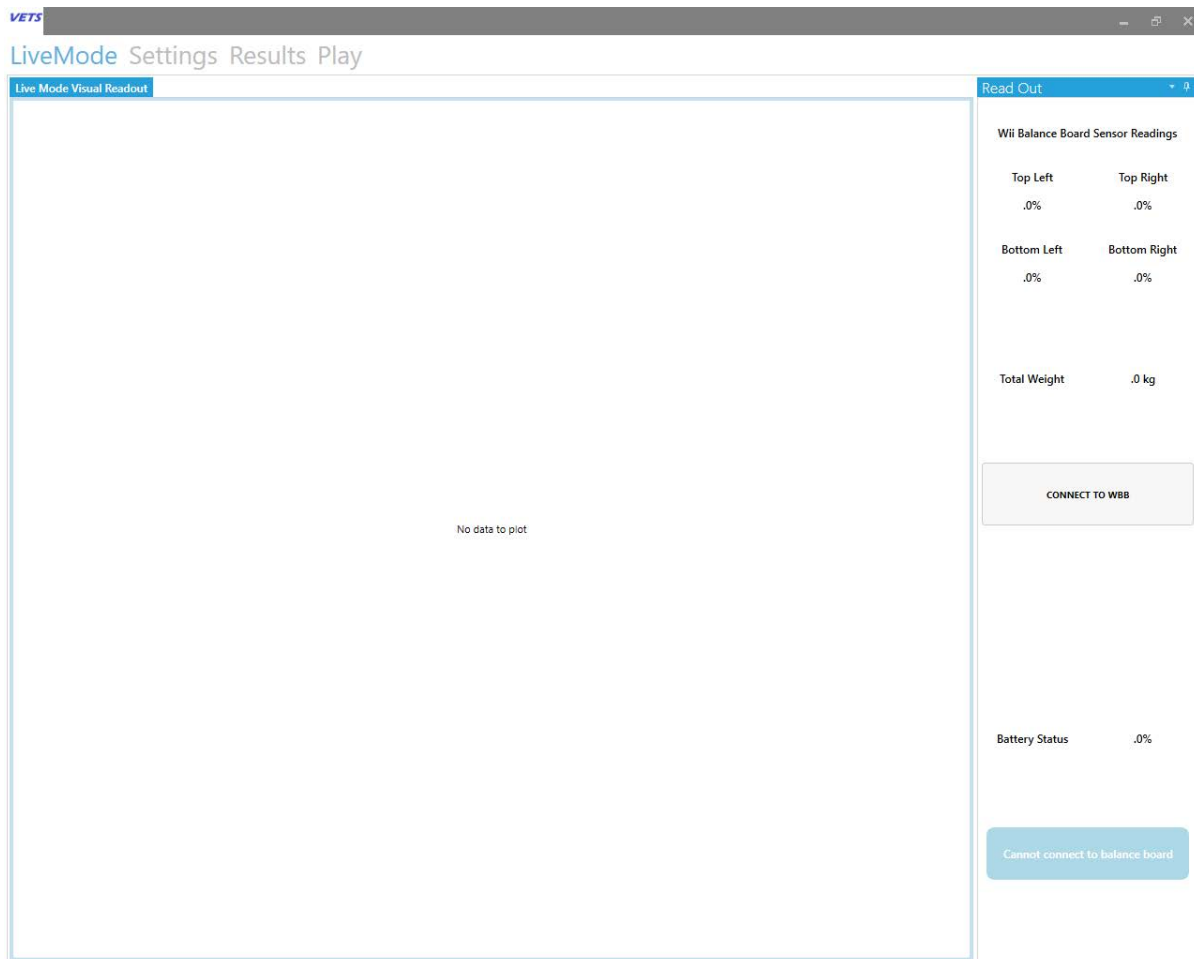 VETS
LiveMode Settings Results Play
Live Mode Visual Readout
No data to plot
Read Out
Wii Balance Board Sensor Readings
Top Left Top Right
.0% .0%
Bottom Left Bottom Right
.0% .0%
Total Weight .0 kg
CONNECT TO WBB
Battery Status .0%
Cannot connect to balance board